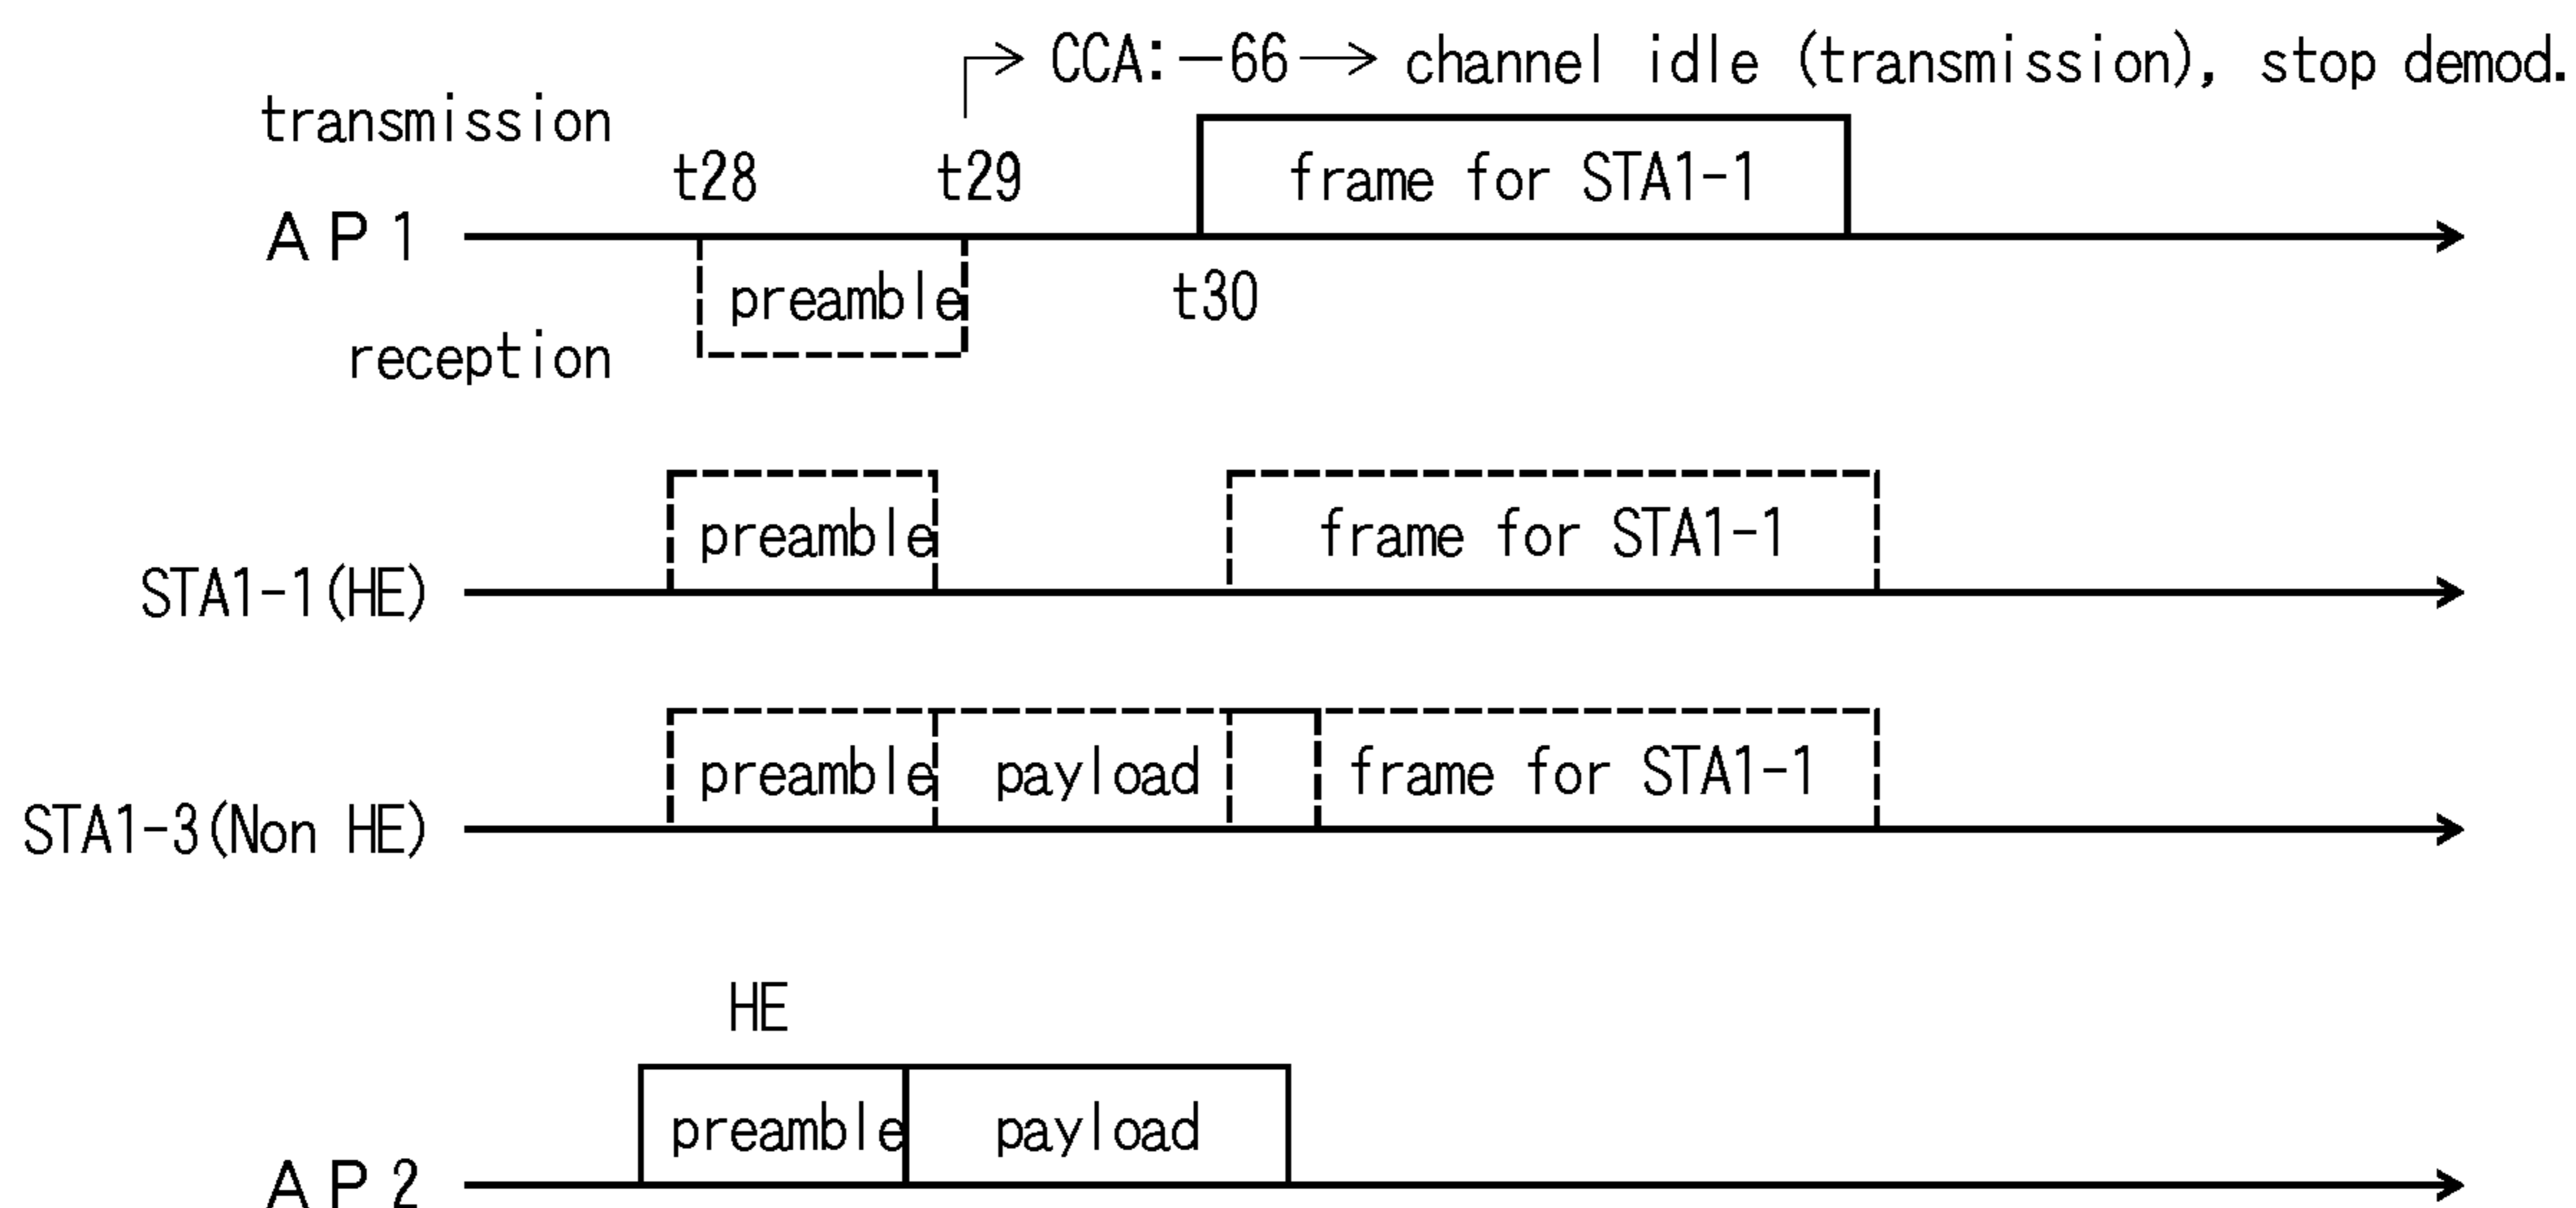 CCA:−66→ channel idle (transmission), stop demod.
transmission
t28 t29
frame for STA1-1
AP1
preamble
t30
reception
preamble
frame for STA1-1
STA1-1(HE)
preamble payload frame for STA1-1
STA1-3(Non HE)
HE
preamble payload
AP2